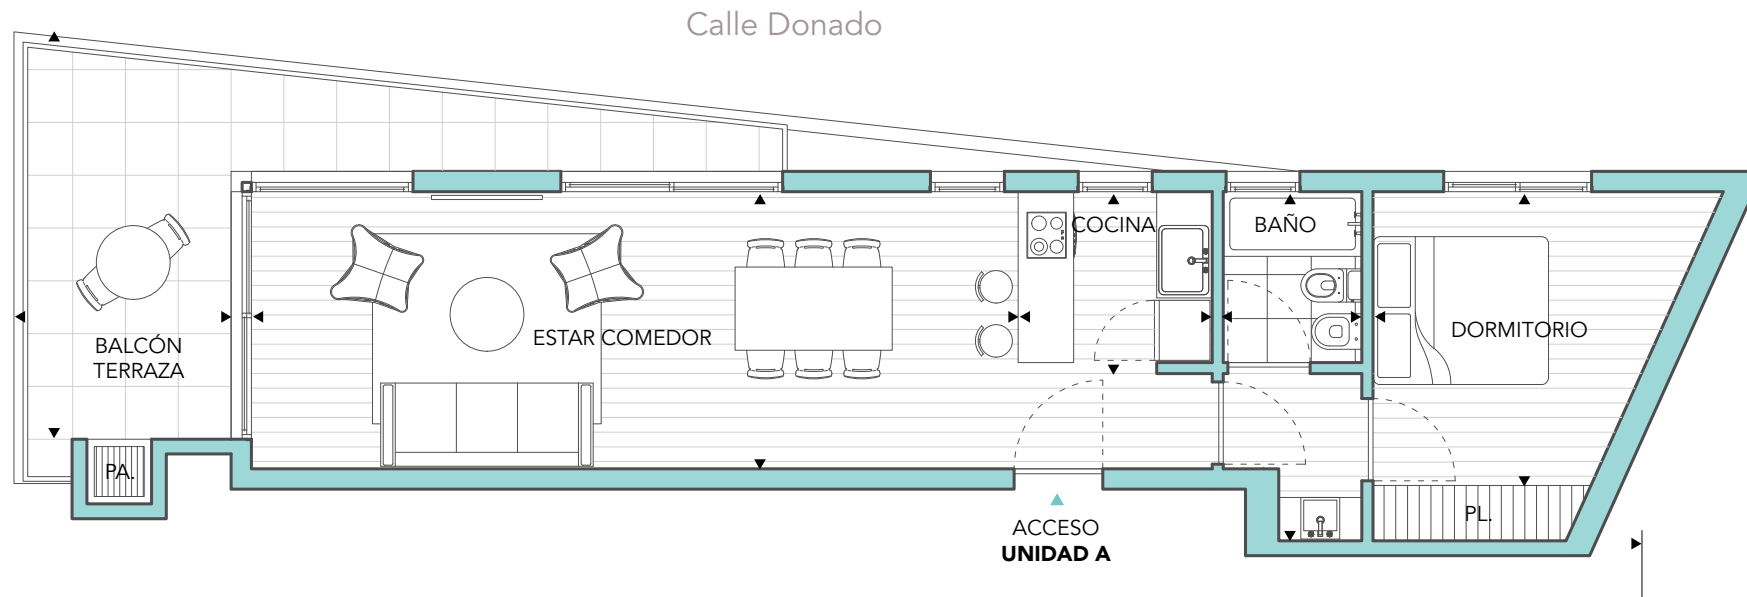 Calle Donado
COCINA
BAÑO
ESTAR COMEDOR
DORMITORIO
BALCÓN
TERRAZA
PA.
PL.
ACCESO
UNIDAD A